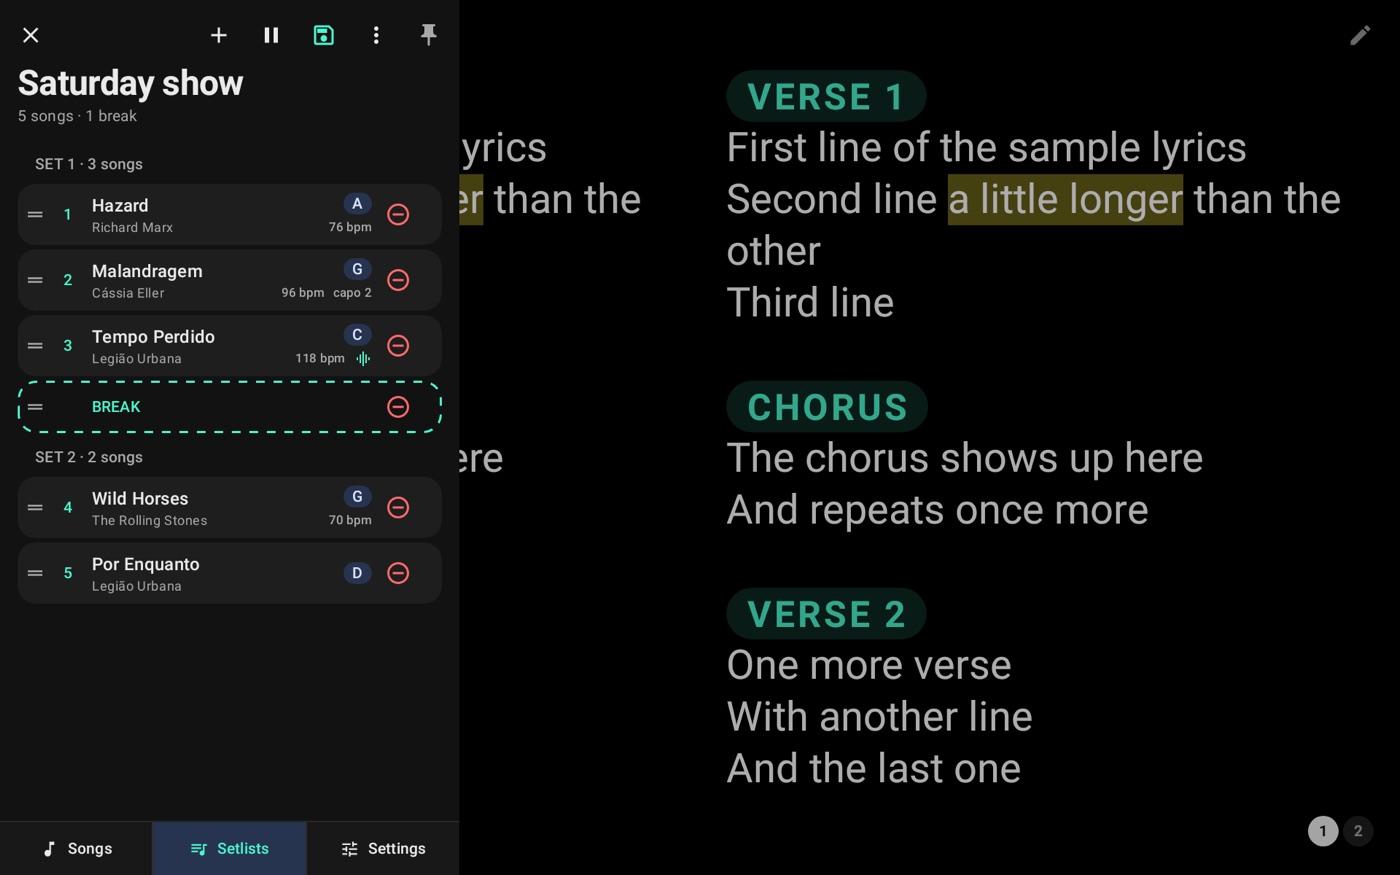 Saturday show
5 songs · 1 break
SET 1 · 3 songs
1 Hazard A
Richard Marx 76 bpm
2 Malandragem G
Cássia Eller 96 bpm capo 2
3 Tempo Perdido C
Legião Urbana 118 bpm
BREAK
SET 2 · 2 songs
4 Wild Horses G
The Rolling Stones 70 bpm
5 Por Enquanto D
Legião Urbana
Songs Setlists Settings
yrics
er than the
ere
VERSE 1
First line of the sample lyrics
Second line a little longer than the
other
Third line
CHORUS
The chorus shows up here
And repeats once more
VERSE 2
One more verse
With another line
And the last one
1 2